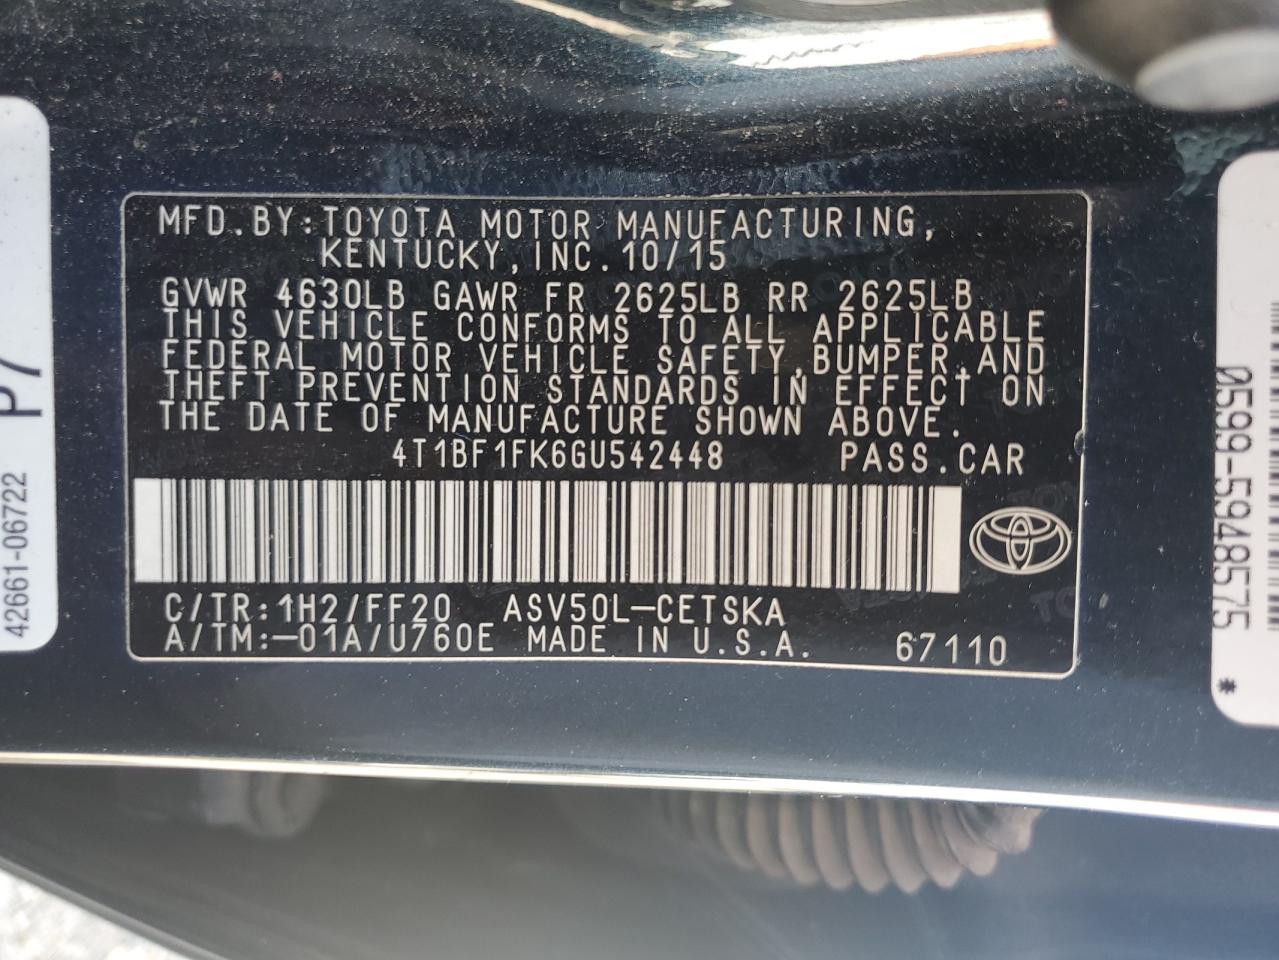 MFD.BY:TOYOTA MOTOR MANUFACTURING,
KENTUCKY,INC. 10/15
GVWR 4630LB GAWR FR 2625LB RR 2625LB
THIS VEHICLE CONFORMS TO ALL APPLICABLE
FEDERAL MOTOR VEHICLE SAFETY,BUMPER,AND
THEFT PREVENTION STANDARDS IN EFFECT ON
THE DATE OF MANUFACTURE SHOWN ABOVE.
4T1BF1FK6GU542448 PASS.CAR
C/TR:1H2/FF20 ASV50L-CETSKA
A/TM:-01A/U760E MADE IN U.S.A. 67110
P7
42661-06722
0599-5948575 *